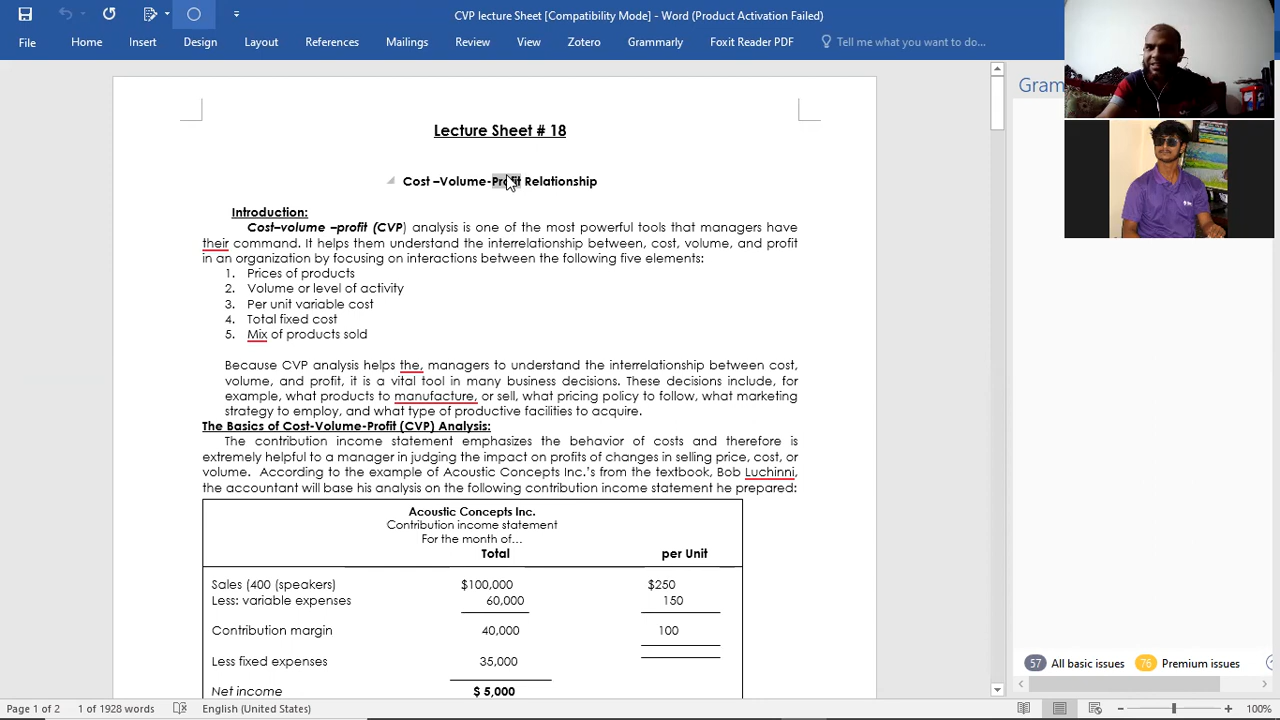 CVP lecture Sheet [Compatibility Mode] - Word (Product Activation Failed)
File Home Insert Design Layout References Mailings Review View Zotero Grammarly Foxit Reader PDF Tell me what you want to do...
Gram
Lecture Sheet # 18
Cost –Volume-Profit Relationship
Introduction:
Cost–volume –profit (CVP) analysis is one of the most powerful tools that managers have
their command. It helps them understand the interrelationship between, cost, volume, and profit
in an organization by focusing on interactions between the following five elements:
1. Prices of products
2. Volume or level of activity
3. Per unit variable cost
4. Total fixed cost
5. Mix of products sold
Because CVP analysis helps the, managers to understand the interrelationship between cost,
volume, and profit, it is a vital tool in many business decisions. These decisions include, for
example, what products to manufacture, or sell, what pricing policy to follow, what marketing
strategy to employ, and what type of productive facilities to acquire.
The Basics of Cost-Volume-Profit (CVP) Analysis:
The contribution income statement emphasizes the behavior of costs and therefore is
extremely helpful to a manager in judging the impact on profits of changes in selling price, cost, or
volume. According to the example of Acoustic Concepts Inc.'s from the textbook, Bob Luchinni,
the accountant will base his analysis on the following contribution income statement he prepared:
Acoustic Concepts Inc.
Contribution income statement
For the month of…
Total per Unit
Sales (400 (speakers) $100,000 $250
Less: variable expenses 60,000 150
Contribution margin 40,000 100
Less fixed expenses 35,000
Net income $ 5,000
57 All basic issues 76 Premium issues
Page 1 of 2 1 of 1928 words English (United States) 100%